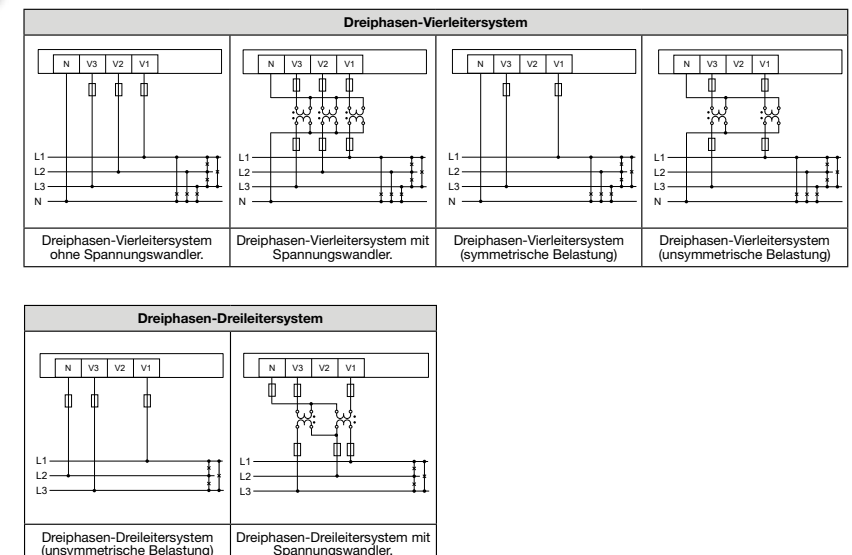 Dreiphasen-Vierleitersystem
N V3 V2 V1
N V3 V2 V1
N V3 V2 V1
N V3 V2 V1
L1
L2
L3
N
L1
L2
L3
N
L1
L2
L3
N
L1
L2
L3
N
Dreiphasen-Vierleitersystem
ohne Spannungswandler.
Dreiphasen-Vierleitersystem mit
Spannungswandler.
Dreiphasen-Vierleitersystem
(symmetrische Belastung)
Dreiphasen-Vierleitersystem
(unsymmetrische Belastung)
Dreiphasen-Dreileitersystem
N V3 V2 V1
N V3 V2 V1
L1
L2
L3
L1
L2
L3
Dreiphasen-Dreileitersystem
(unsymmetrische Belastung)
Dreiphasen-Dreileitersystem mit
Spannungswandler.